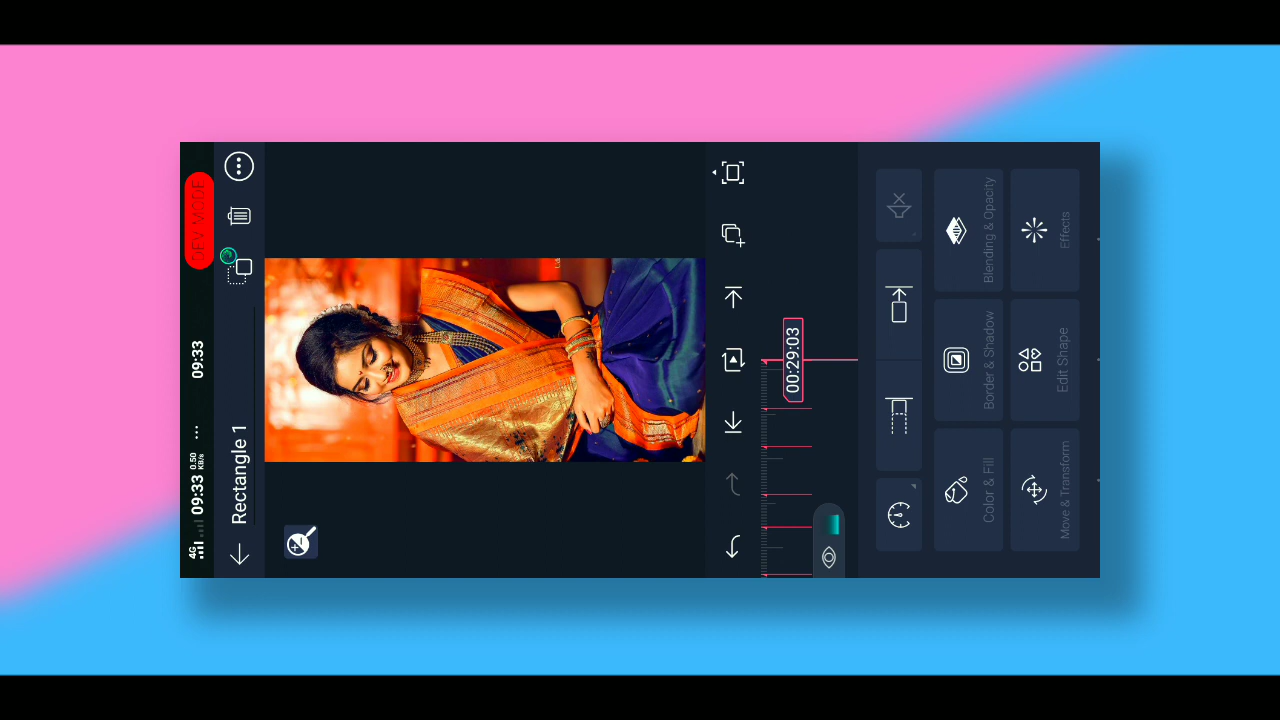 4G 09:33 0.50 KB/s ... 09:33 DEV MODE
Rectangle 1
00:29:03
Color & Fill
Border & Shadow
Blending & Opacity
Move & Transform
Edit Shape
Effects